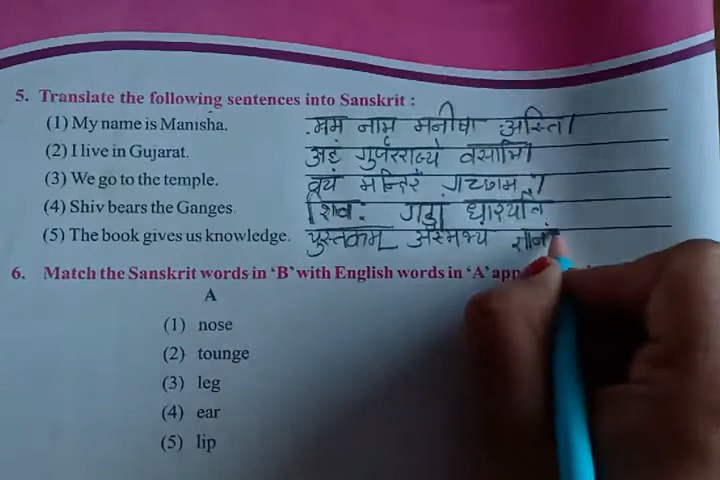 5. Translate the following sentences into Sanskrit :
(1) My name is Manisha. मम नाम मनीषा अस्ति।
(2) I live in Gujarat. अहं गुर्जरराज्ये वसामि।
(3) We go to the temple. वयं मन्दिरं गच्छाम:।
(4) Shiv bears the Ganges शिव: गङ्गां धारयति
(5) The book gives us knowledge. पुस्तकम् अस्मभ्यं
6. Match the Sanskrit words in ‘B’ with English words in ‘A’
A
(1) nose
(2) tounge
(3) leg
(4) ear
(5) lip